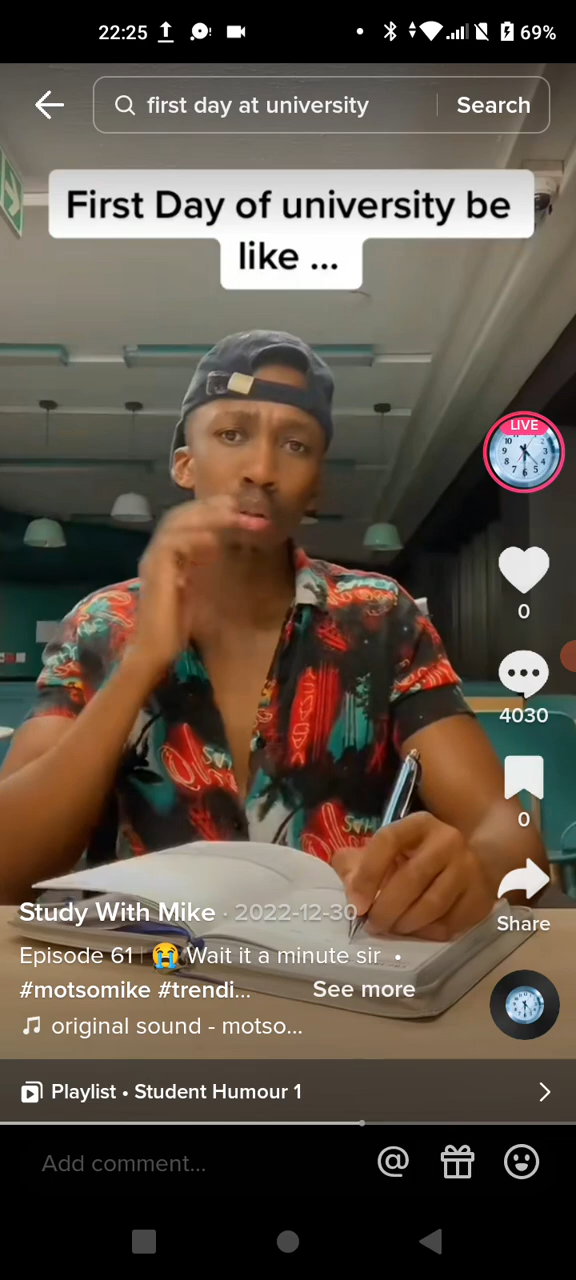 22:25
69%
first day at university
Search
First Day of university be
like ...
LIVE
0
4030
0
Share
Study With Mike · 2022-12-30
Episode 61 | 😭 Wait it a minute sir •
#motsomike #trendi... See more
original sound - motso...
Playlist • Student Humour 1
Add comment...